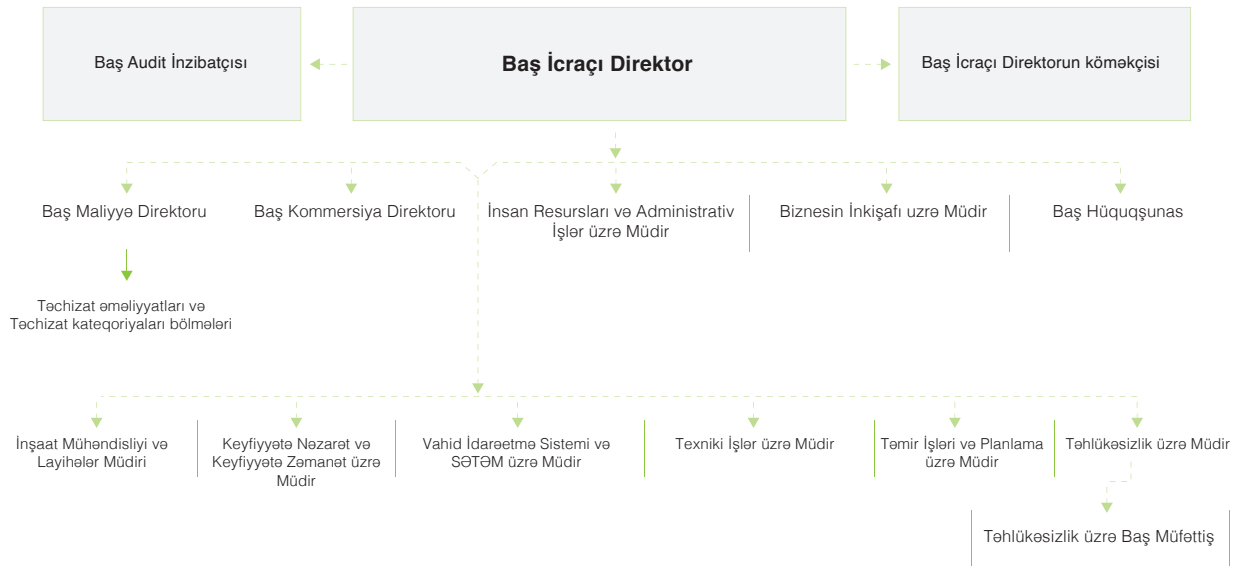 Baş Audit İnzibatçısı
Baş İcraçı Direktor
Baş İcraçı Direktorun köməkçisi
Baş Maliyyə Direktoru
Baş Kommersiya Direktoru
İnsan Resursları və Administrativ
İşlər üzrə Müdir
Biznesin İnkişafı uzrə Müdir
Baş Hüquqşunas
Təchizat əməliyyatları və
Təchizat kateqoriyaları bölmələri
İnşaat Mühəndisliyi və
Layihələr Müdiri
Keyfiyyətə Nəzarət və
Keyfiyyətə Zəmanət üzrə
Müdir
Vahid İdarəetmə Sistemi və
SƏTƏM üzrə Müdir
Texniki İşlər üzrə Müdir
Təmir İşləri və Planlama
üzrə Müdir
Təhlükəsizlik üzrə Müdir
Təhlükəsizlik üzrə Baş Müfəttiş